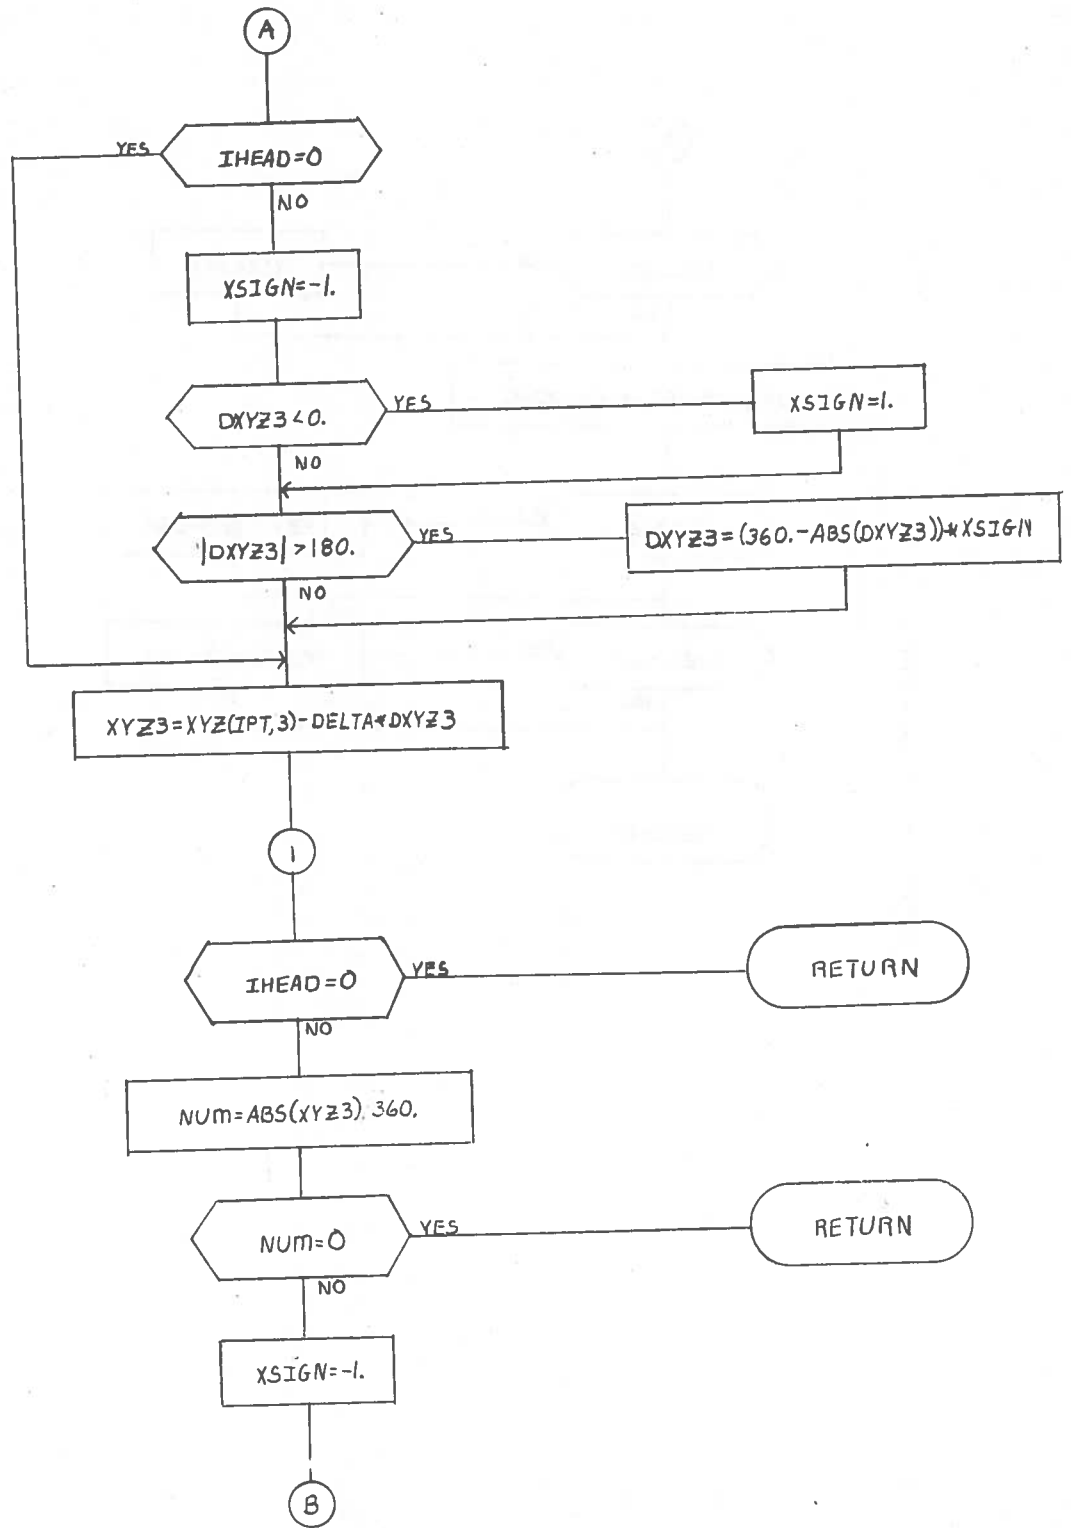 A
IHEAD=0
YES
NO
XSIGN=-1.
DXYZ3<0.
YES
XSIGN=1.
NO
|DXYZ3|>180.
YES
DXYZ3=(360.-ABS(DXYZ3))*XSIGN
NO
XYZ3=XYZ(IPT,3)-DELTA*DXYZ3
1
IHEAD=0
YES
RETURN
NO
NUM=ABS(XYZ3) 360.
NUM=0
YES
RETURN
NO
XSIGN=-1.
B